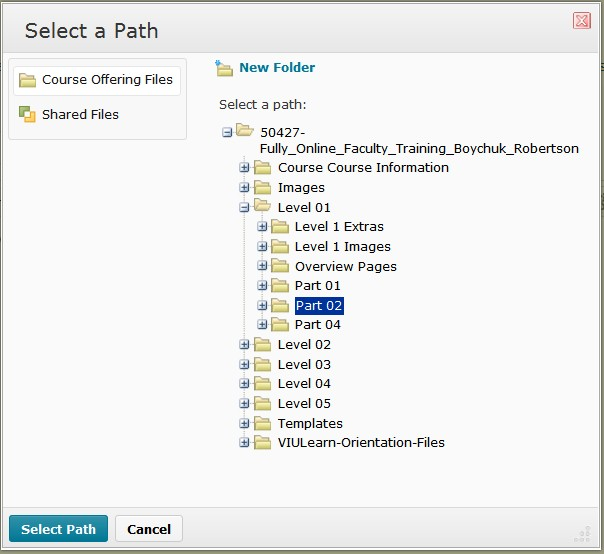 Select a Path
Course Offering Files
Shared Files
New Folder
Select a path:
50427-
Fully_Online_Faculty_Training_Boychuk_Robertson
Course Course Information
Images
Level 01
Level 1 Extras
Level 1 Images
Overview Pages
Part 01
Part 02
Part 04
Level 02
Level 03
Level 04
Level 05
Templates
VIULearn-Orientation-Files
Select Path
Cancel